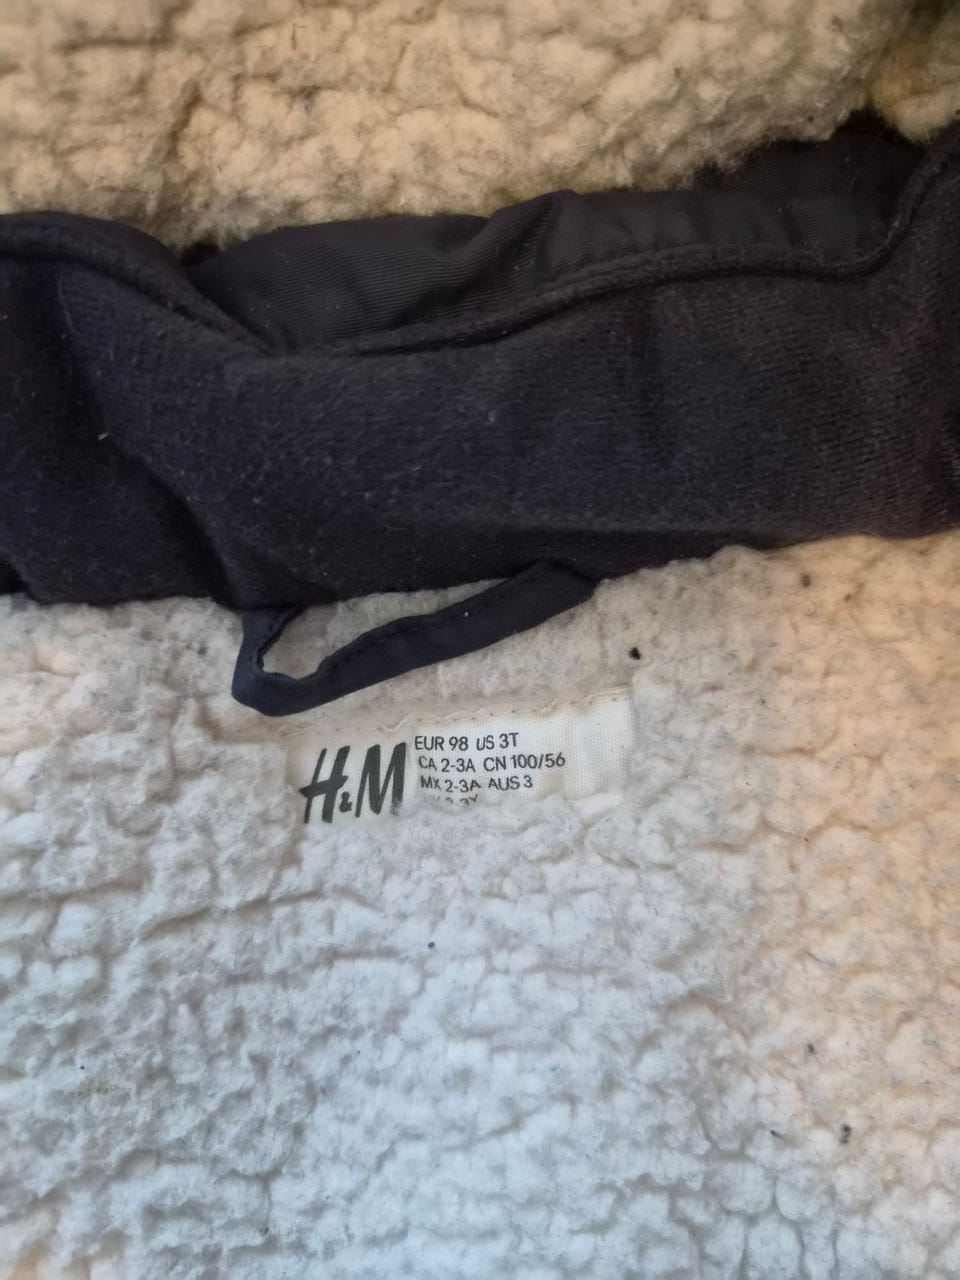 H&M
EUR 98 US 3T
CA 2-3A CN 100/56
MX 2-3A AUS 3